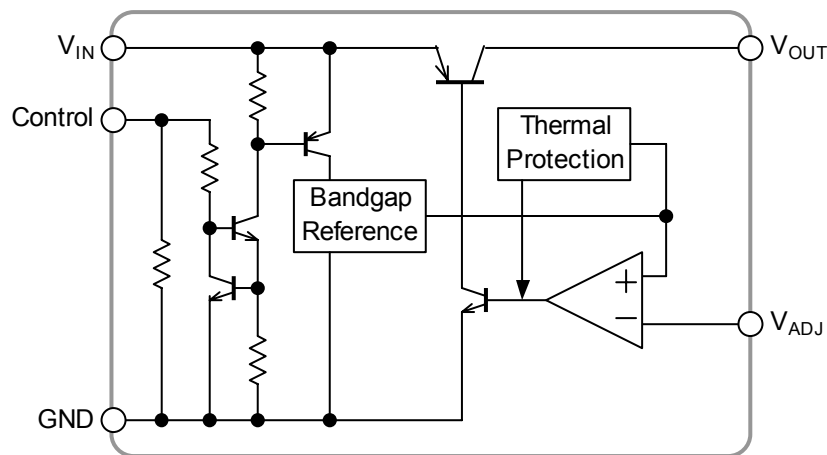 V_IN
V_OUT
Control
Thermal
Protection
Bandgap
Reference
+
−
V_ADJ
GND